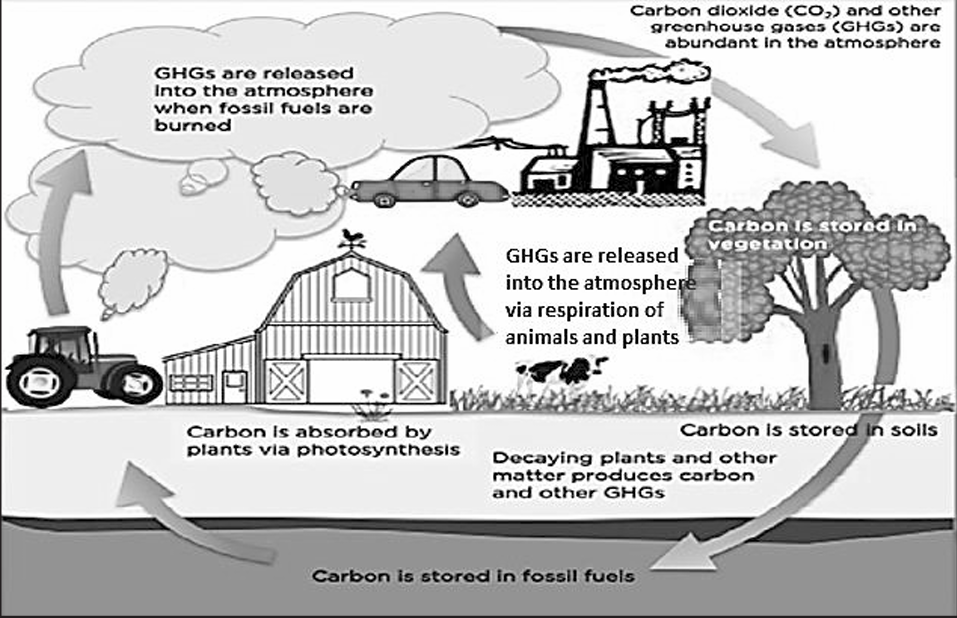 Carbon dioxide (CO₂) and other
greenhouse gases (GHGs) are
abundant in the atmosphere
GHGs are released
into the atmosphere
when fossil fuels are
burned
Carbon is stored in
vegetation
GHGs are released
into the atmosphere
via respiration of
animals and plants
Carbon is absorbed by
plants via photosynthesis
Carbon is stored in soils
Decaying plants and other
matter produces carbon
and other GHGs
Carbon is stored in fossil fuels